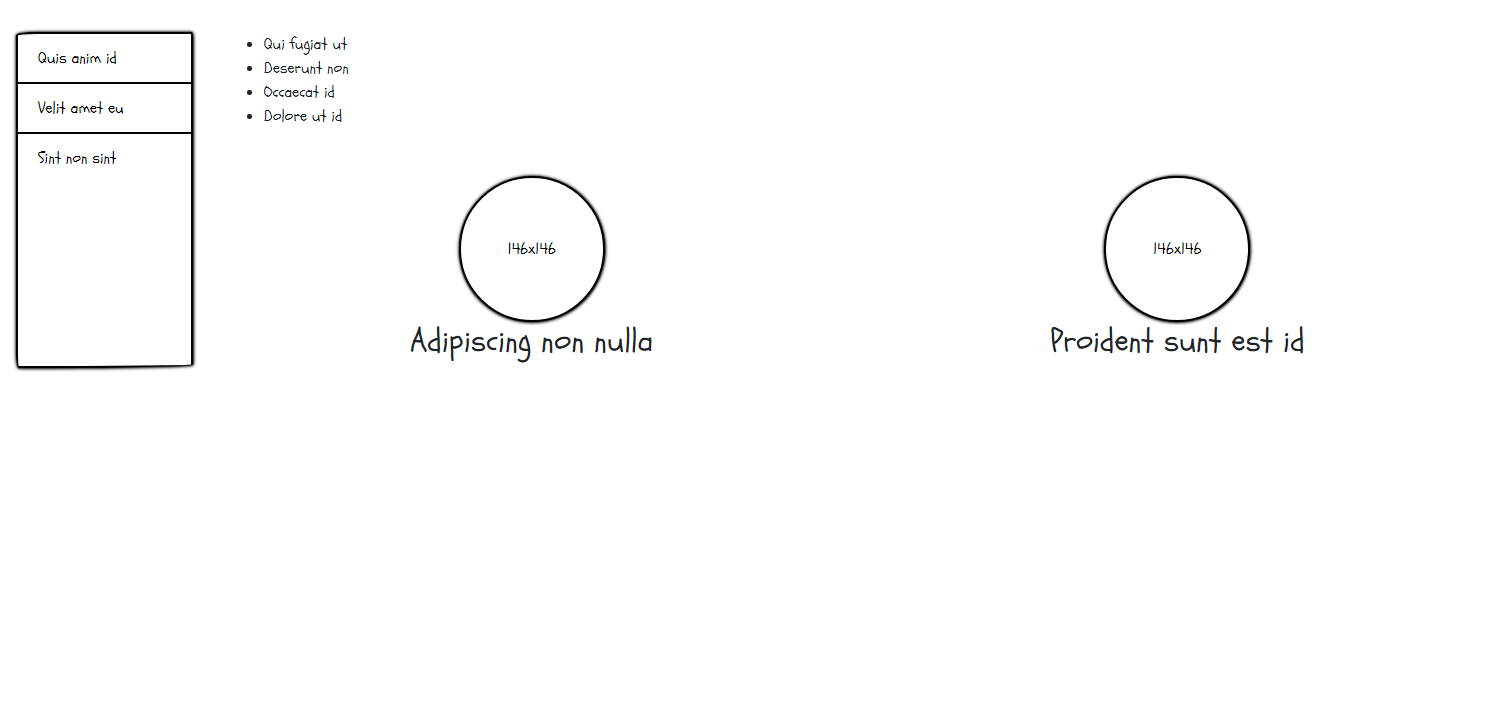 Quis anim id
Velit amet eu
Sint non sint
Qui fugiat ut
Deserunt non
Occaecat id
Dolore ut id
146x146
Adipiscing non nulla
146x146
Proident sunt est id